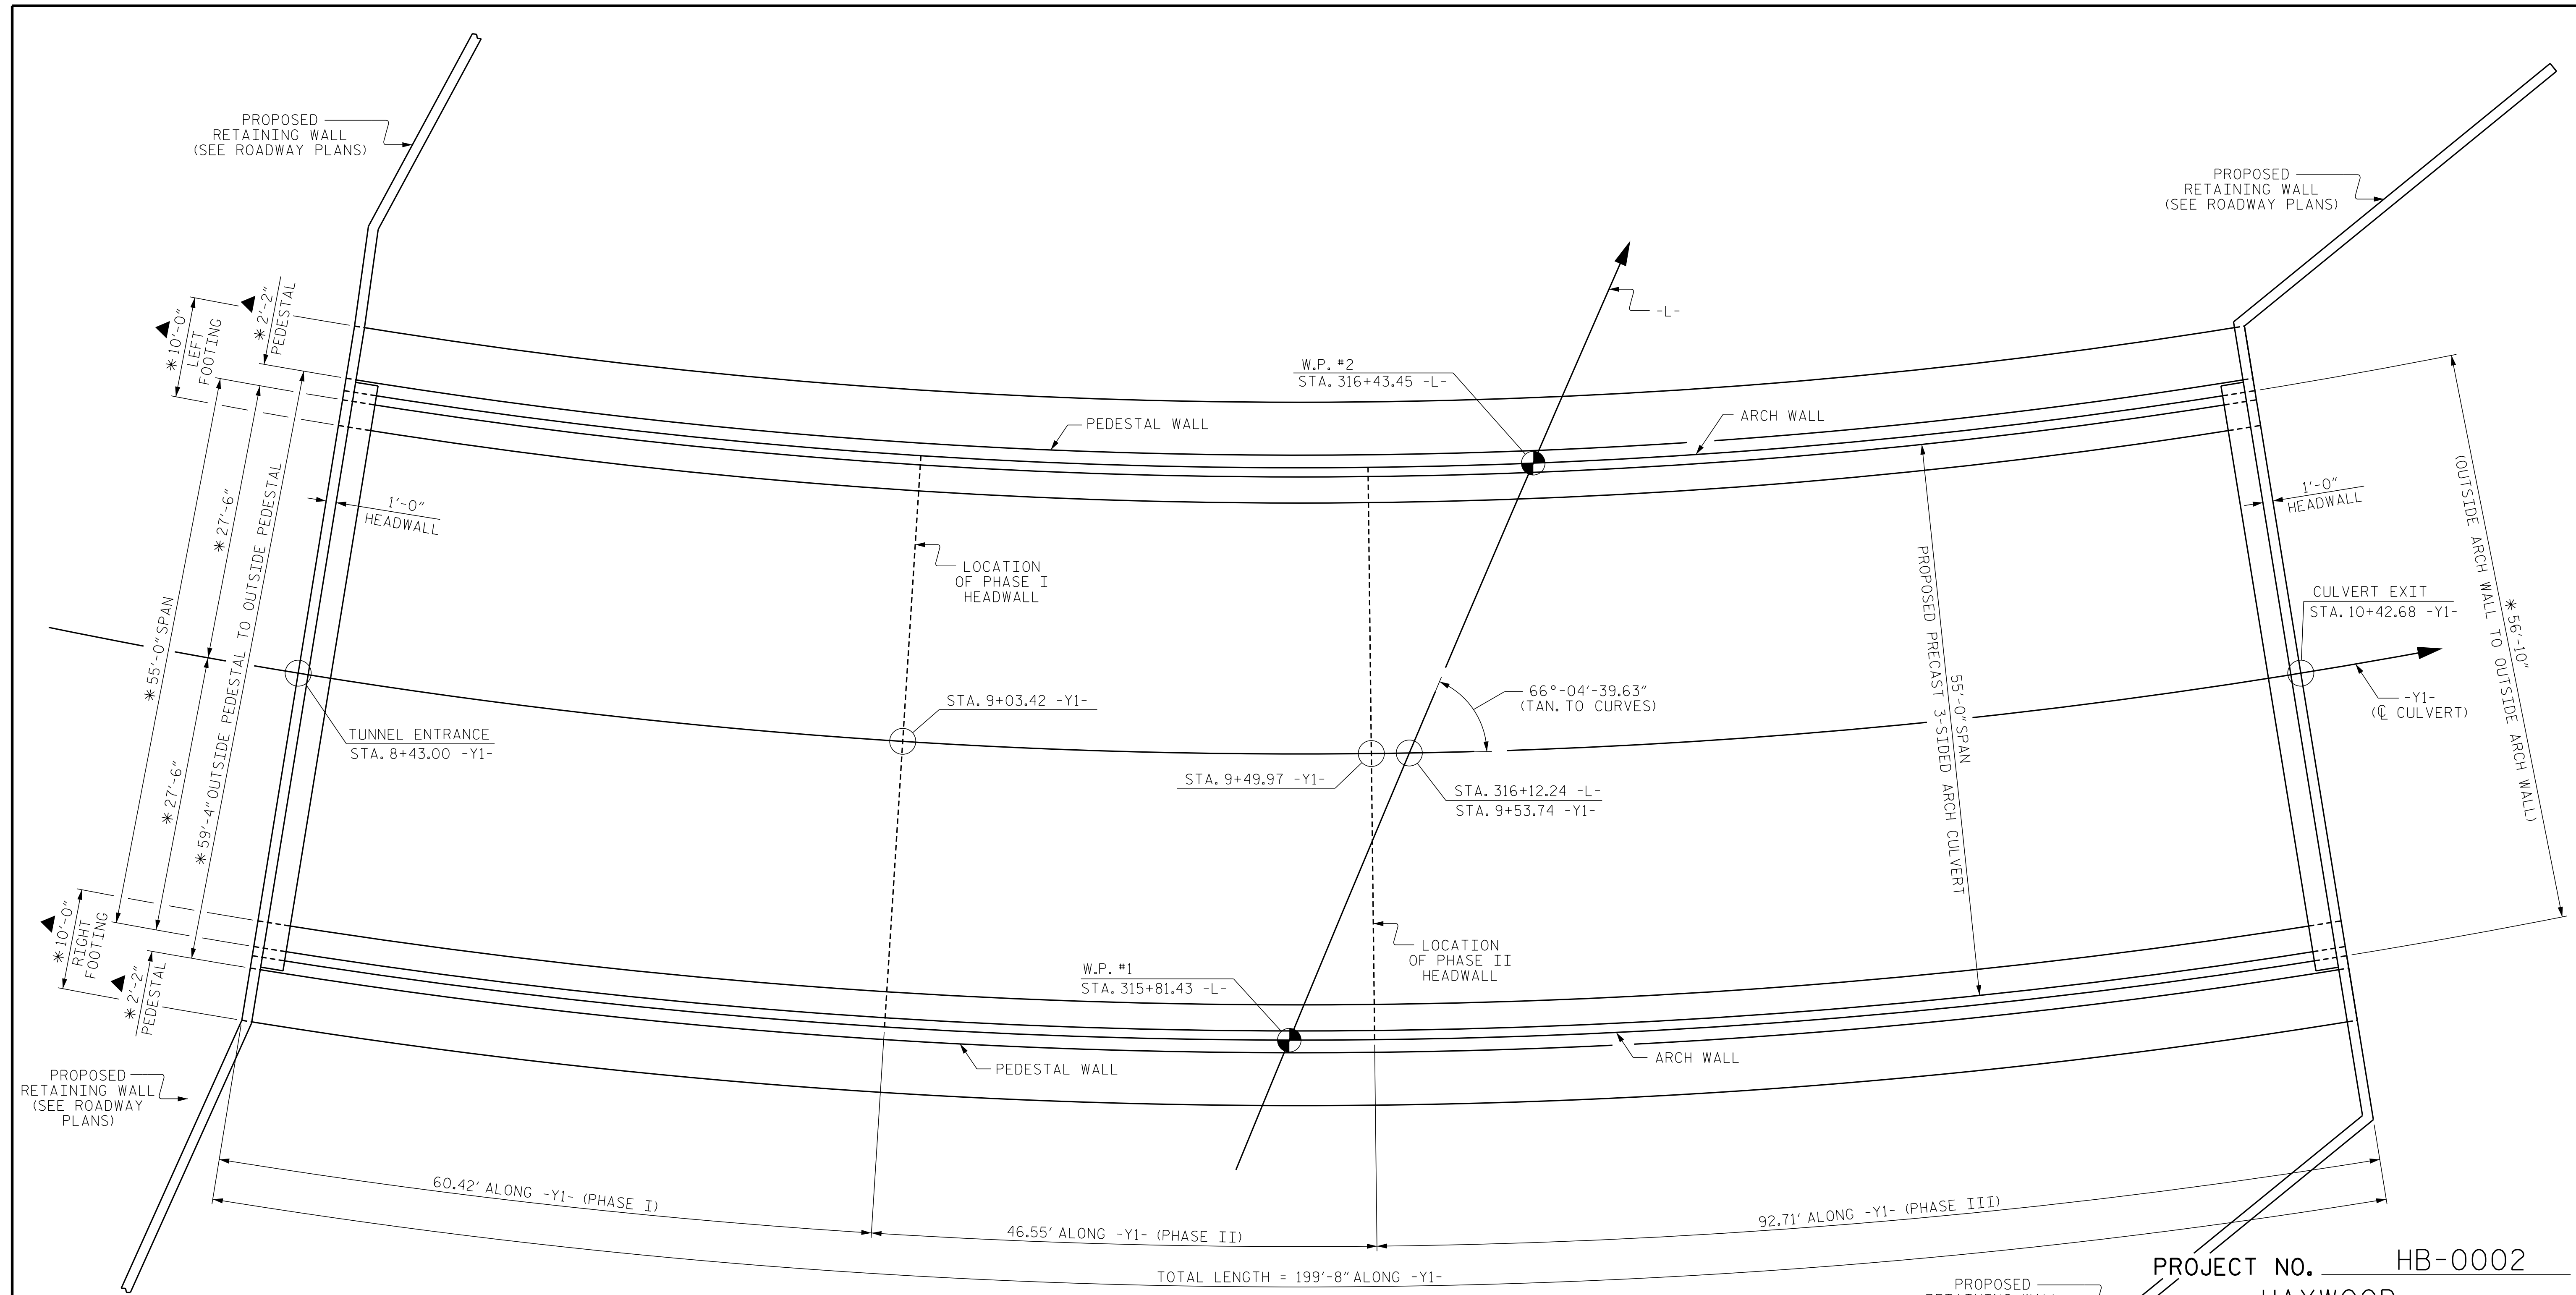 PROPOSED
RETAINING WALL
(SEE ROADWAY PLANS)
PROPOSED
RETAINING WALL
(SEE ROADWAY PLANS)
*10'-0"
LEFT
FOOTING
*2'-2"
PEDESTAL
-L-
W.P. #2
STA. 316+43.45 -L-
PEDESTAL WALL
ARCH WALL
1'-0"
HEADWALL
1'-0"
HEADWALL
*27'-6"
*55'-0" SPAN
*59'-4" OUTSIDE PEDESTAL TO OUTSIDE PEDESTAL
*27'-6"
LOCATION
OF PHASE I
HEADWALL
PROPOSED PRECAST 3-SIDED ARCH CULVERT
55'-0" SPAN
*56'-10"
(OUTSIDE ARCH WALL TO OUTSIDE ARCH WALL)
CULVERT EXIT
STA. 10+42.68 -Y1-
-Y1-
(℄ CULVERT)
STA. 9+03.42 -Y1-
66°-04'-39.63"
(TAN. TO CURVES)
TUNNEL ENTRANCE
STA. 8+43.00 -Y1-
STA. 9+49.97 -Y1-
STA. 316+12.24 -L-
STA. 9+53.74 -Y1-
*10'-0"
RIGHT
FOOTING
*2'-2"
PEDESTAL
LOCATION
OF PHASE II
HEADWALL
W.P. #1
STA. 315+81.43 -L-
PEDESTAL WALL
ARCH WALL
PROPOSED
RETAINING WALL
(SEE ROADWAY
PLANS)
60.42' ALONG -Y1- (PHASE I)
46.55' ALONG -Y1- (PHASE II)
92.71' ALONG -Y1- (PHASE III)
TOTAL LENGTH = 199'-8" ALONG -Y1-
PROJECT NO. HB-0002
PROPOSED
RETAINING WALL
HAYWOOD